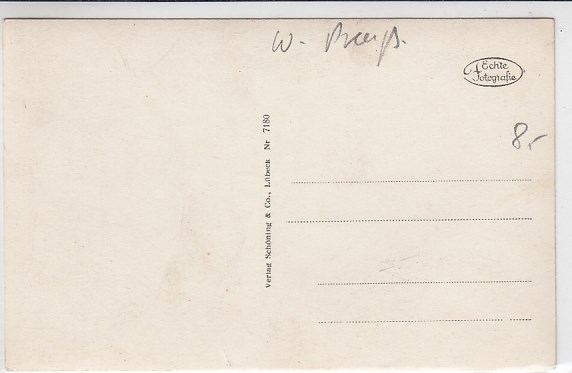 W. Preuß.
Echte
Fotografie
8,-
Verlag Schöning & Co., Lübeck Nr 7180